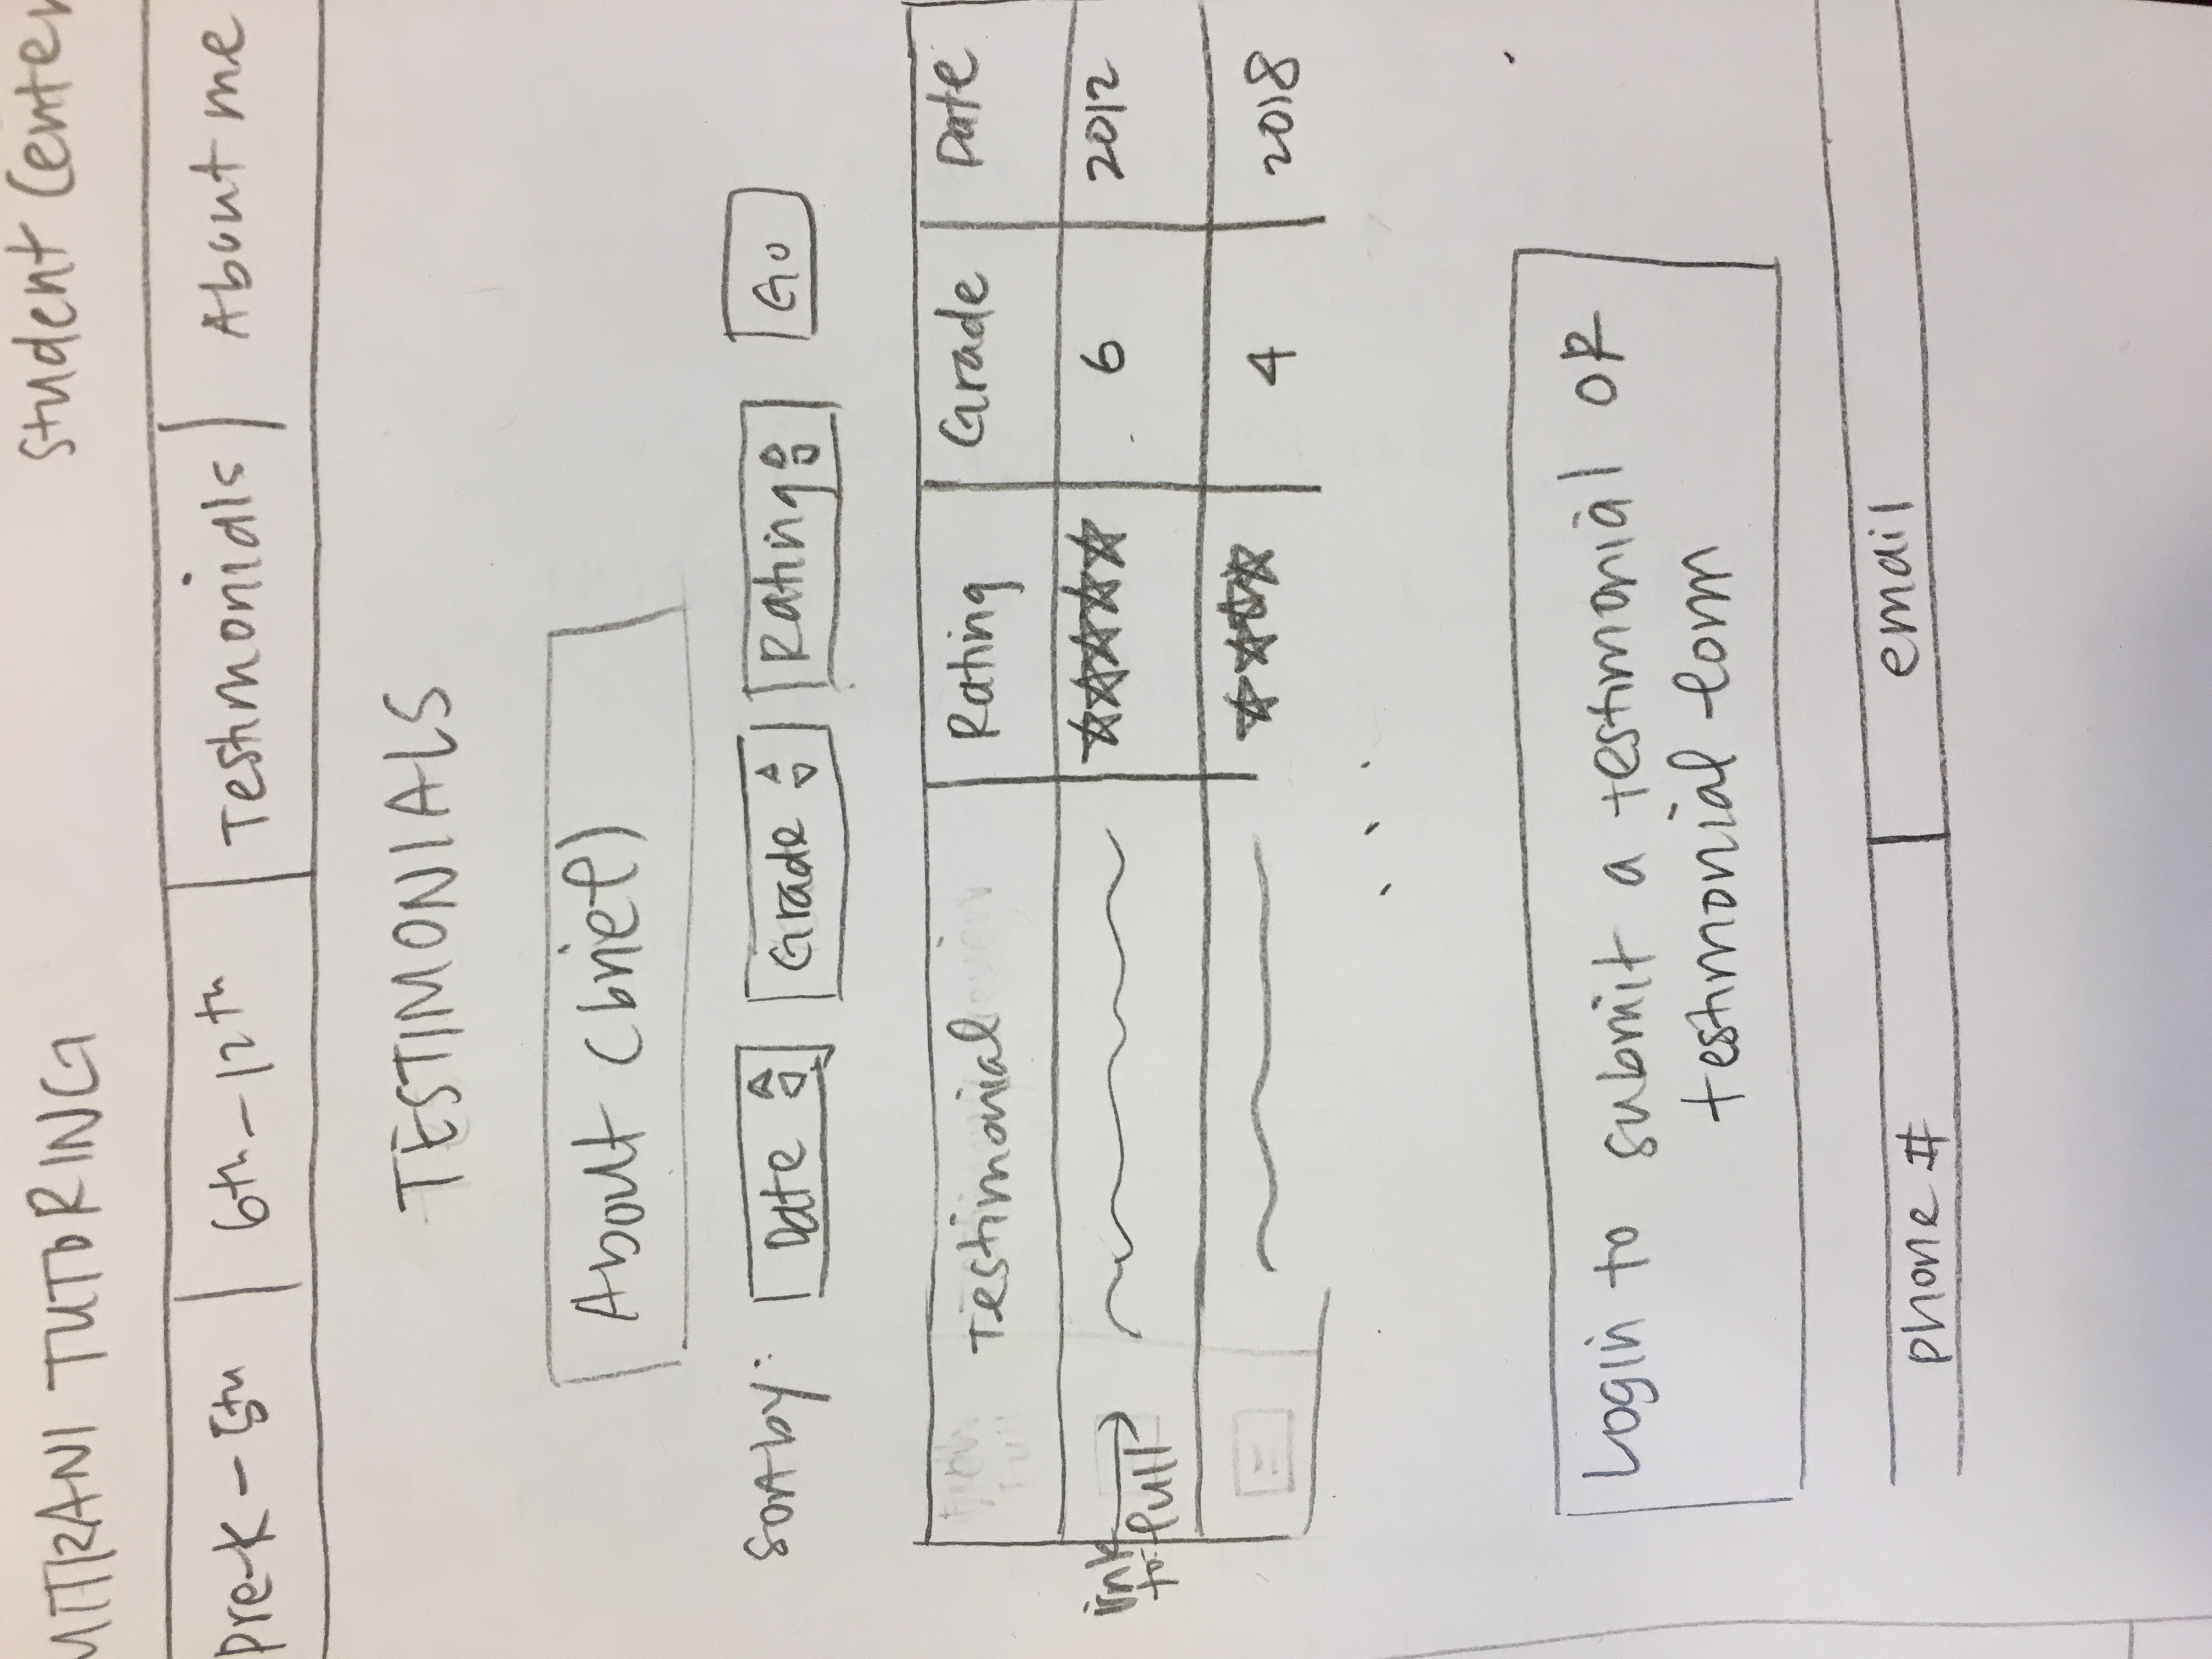 MITRANI TUTORING Student Center
Pre-K - 5th 6th - 12th Testimonials About me
TESTIMONIALS
About (brief)
Sort by: Date Grade Rating Go
Testimonial Rating Grade Date
link
to full
6 2012
4 2018
...
Login to submit a testimonial OR
testimonial form
phone # email